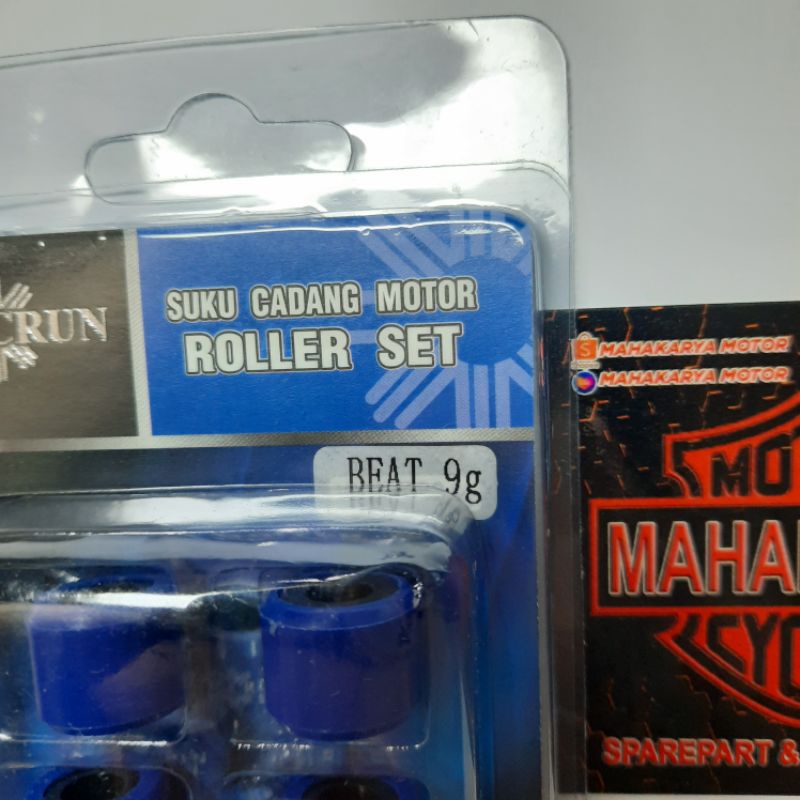 CRUN
SUKU CADANG MOTOR
ROLLER SET
BEAT 9g
MAHAKARYA MOTOR
MAHAKARYA MOTOR
MO
MAHA
CYC
SPAREPART &